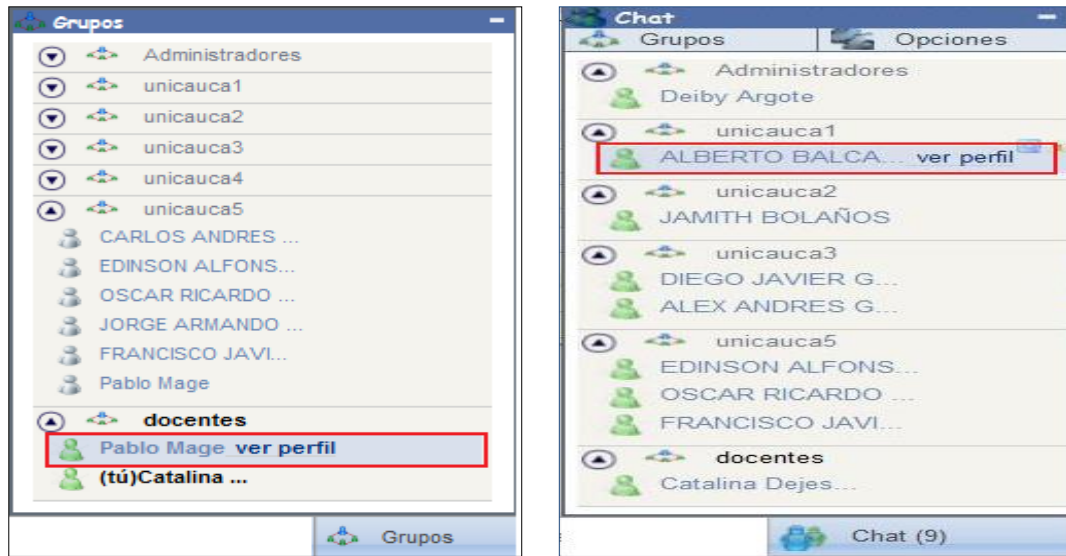 Grupos
Administradores
unicauca1
unicauca2
unicauca3
unicauca4
unicauca5
CARLOS ANDRES ...
EDINSON ALFONS...
OSCAR RICARDO ...
JORGE ARMANDO ...
FRANCISCO JAVI...
Pablo Mage
docentes
Pablo Mage ver perfil
(tú)Catalina ...
Grupos
Chat
Grupos Opciones
Administradores
Deiby Argote
unicauca1
ALBERTO BALCA... ver perfil
unicauca2
JAMITH BOLAÑOS
unicauca3
DIEGO JAVIER G...
ALEX ANDRES G...
unicauca5
EDINSON ALFONS...
OSCAR RICARDO ...
FRANCISCO JAVI...
docentes
Catalina Dejes...
Chat (9)